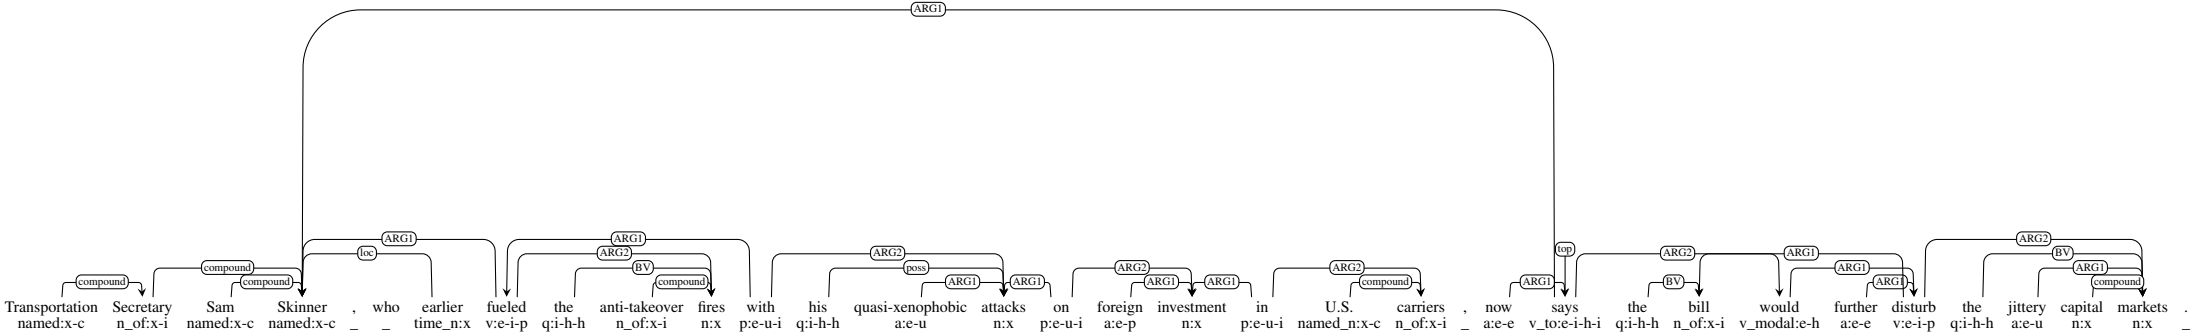 ARG1
ARG1 ARG1 ARG2
loc ARG2 ARG2 top ARG2 ARG1 BV
compound BV poss ARG2 ARG2 ARG1 ARG1
compound compound compound ARG1 ARG1 ARG1 ARG1 compound ARG1 BV ARG1 compound
Transportation Secretary Sam Skinner , who earlier fueled the anti-takeover fires with his quasi-xenophobic attacks on foreign investment in U.S. carriers , now says the bill would further disturb the jittery capital markets .
named:x-c n_of:x-i named:x-c named:x-c _ _ time_n:x v:e-i-p q:i-h-h n_of:x-i n:x p:e-u-i q:i-h-h a:e-u n:x p:e-u-i a:e-p n:x p:e-u-i named_n:x-c n_of:x-i _ a:e-e v_to:e-i-h-i q:i-h-h n_of:x-i v_modal:e-h a:e-e v:e-i-p q:i-h-h a:e-u n:x n:x _